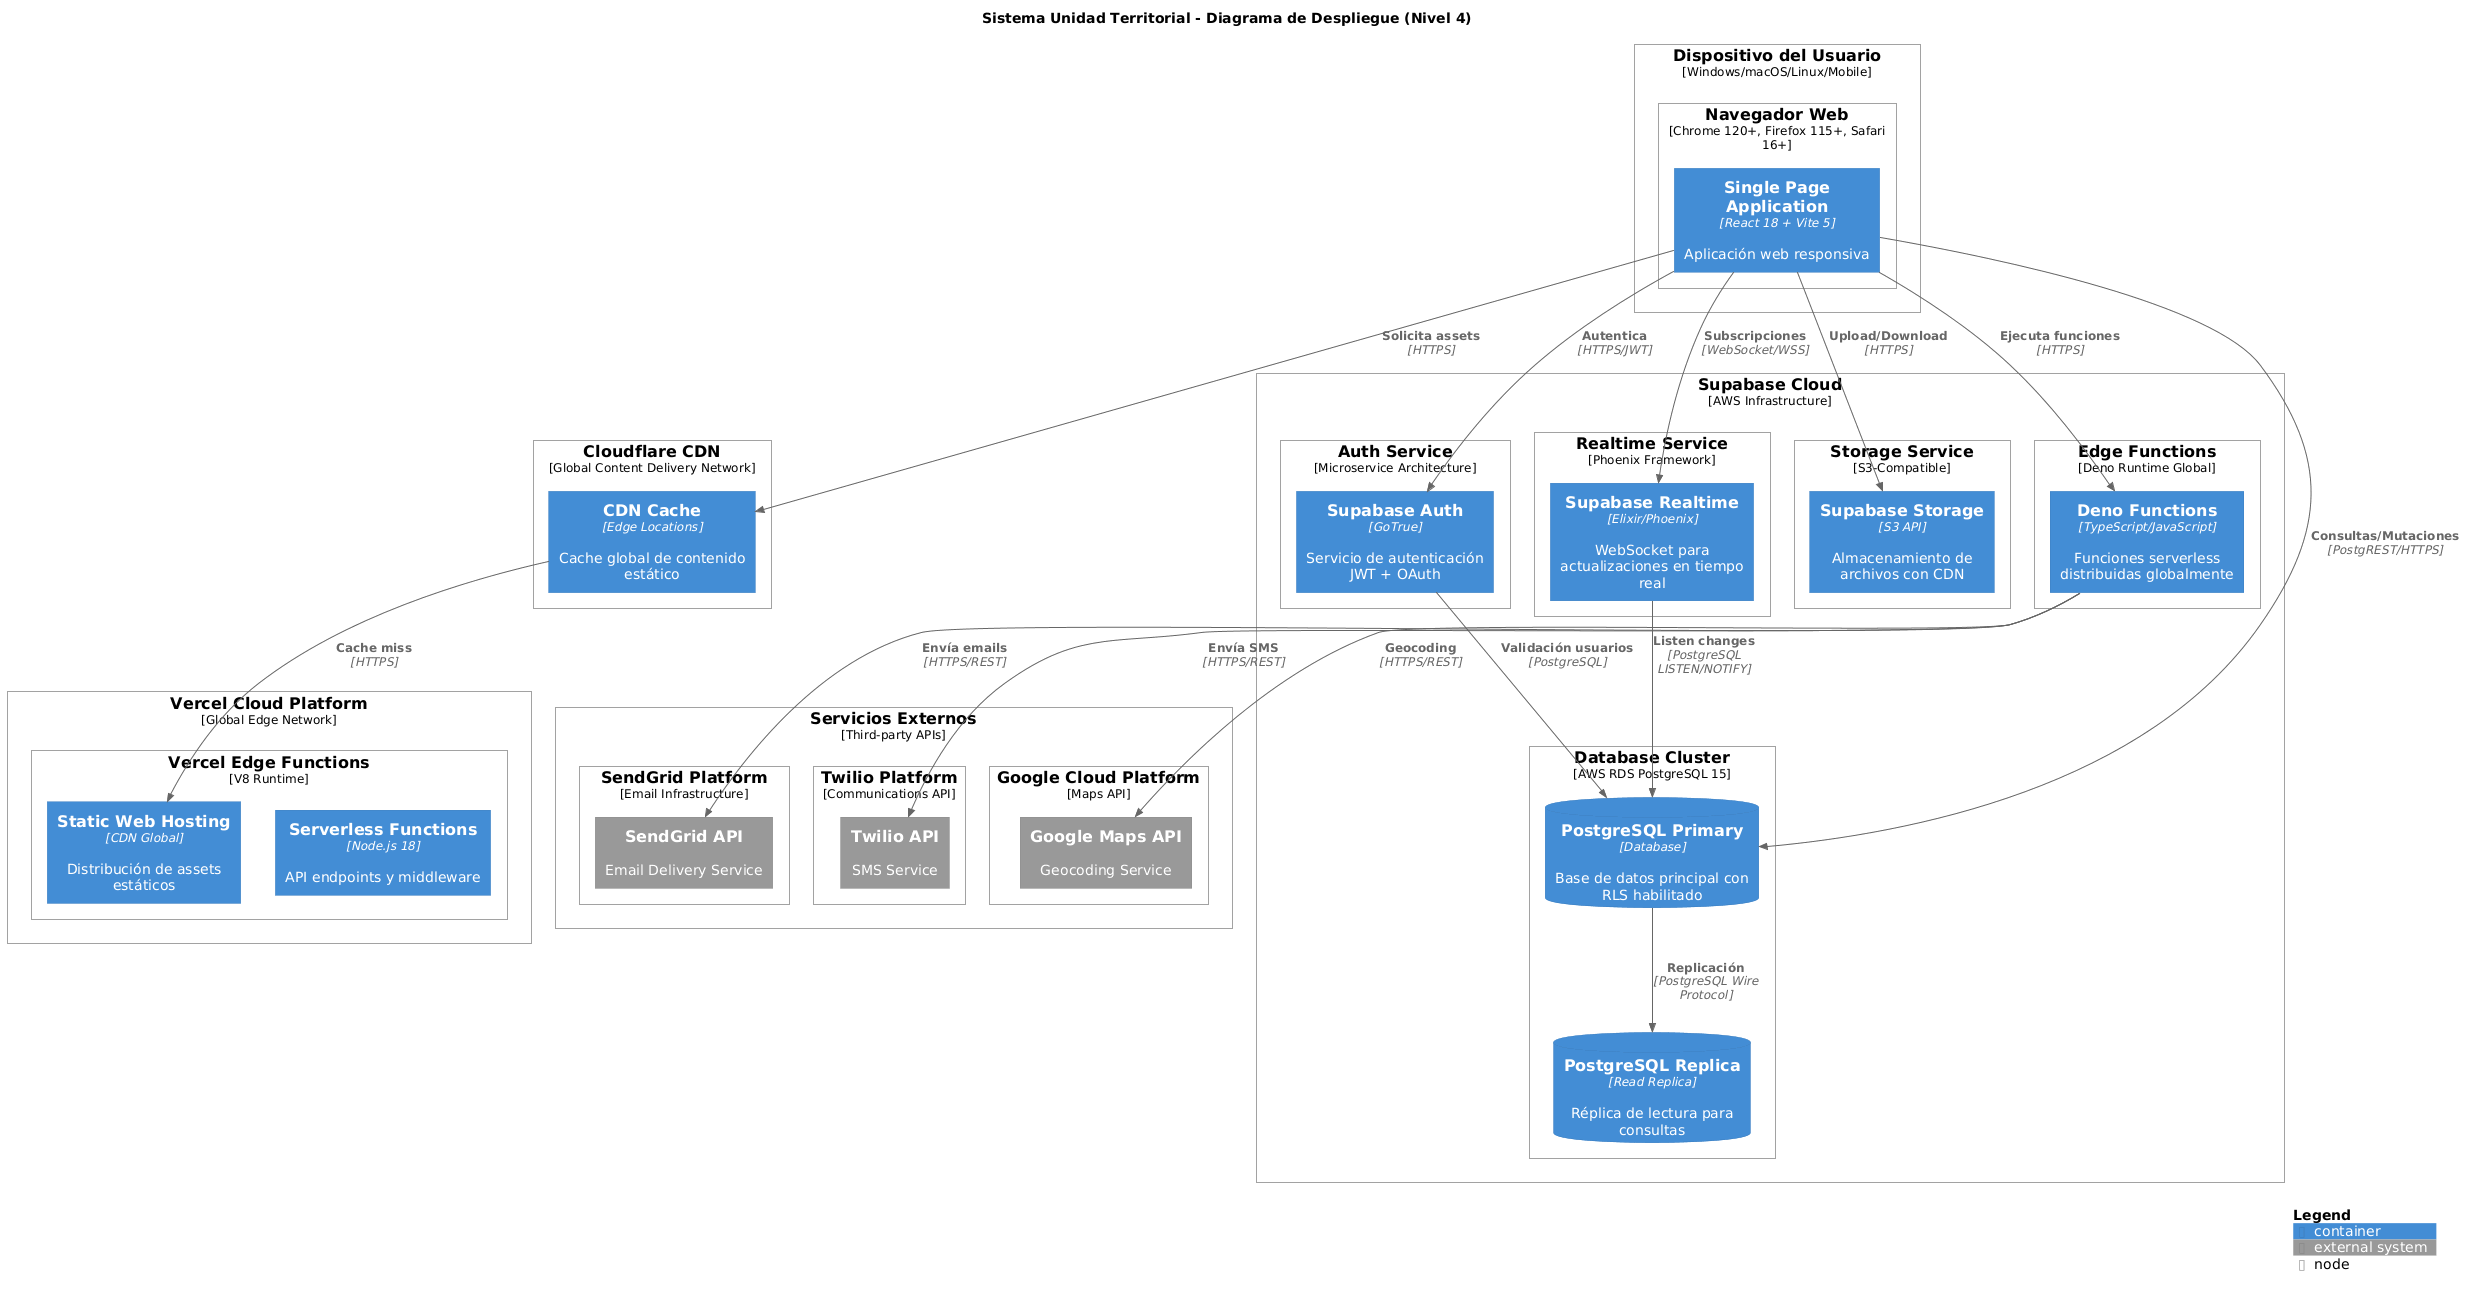 Sistema Unidad Territorial - Diagrama de Despliegue (Nivel 4)
Dispositivo del Usuario
[Windows/macOS/Linux/Mobile]
Navegador Web
[Chrome 120+, Firefox 115+, Safari
16+]
Single Page
Application
[React 18 + Vite 5]
Aplicación web responsiva
Solicita assets
[HTTPS]
Autentica
[HTTPS/JWT]
Subscripciones
[WebSocket/WSS]
Upload/Download
[HTTPS]
Ejecuta funciones
[HTTPS]
Consultas/Mutaciones
[PostgREST/HTTPS]
Supabase Cloud
[AWS Infrastructure]
Cloudflare CDN
[Global Content Delivery Network]
CDN Cache
[Edge Locations]
Cache global de contenido
estático
Auth Service
[Microservice Architecture]
Supabase Auth
[GoTrue]
Servicio de autenticación
JWT + OAuth
Realtime Service
[Phoenix Framework]
Supabase Realtime
[Elixir/Phoenix]
WebSocket para
actualizaciones en tiempo
real
Storage Service
[S3-Compatible]
Supabase Storage
[S3 API]
Almacenamiento de
archivos con CDN
Edge Functions
[Deno Runtime Global]
Deno Functions
[TypeScript/JavaScript]
Funciones serverless
distribuidas globalmente
Cache miss
[HTTPS]
Envía emails
[HTTPS/REST]
Envía SMS
[HTTPS/REST]
Geocoding
[HTTPS/REST]
Validación usuarios
[PostgreSQL]
Listen changes
[PostgreSQL
LISTEN/NOTIFY]
Vercel Cloud Platform
[Global Edge Network]
Vercel Edge Functions
[V8 Runtime]
Static Web Hosting
[CDN Global]
Distribución de assets
estáticos
Serverless Functions
[Node.js 18]
API endpoints y middleware
Servicios Externos
[Third-party APIs]
SendGrid Platform
[Email Infrastructure]
SendGrid API
Email Delivery Service
Twilio Platform
[Communications API]
Twilio API
SMS Service
Google Cloud Platform
[Maps API]
Google Maps API
Geocoding Service
Database Cluster
[AWS RDS PostgreSQL 15]
PostgreSQL Primary
[Database]
Base de datos principal con
RLS habilitado
Replicación
[PostgreSQL Wire
Protocol]
PostgreSQL Replica
[Read Replica]
Réplica de lectura para
consultas
Legend
container
external system
node